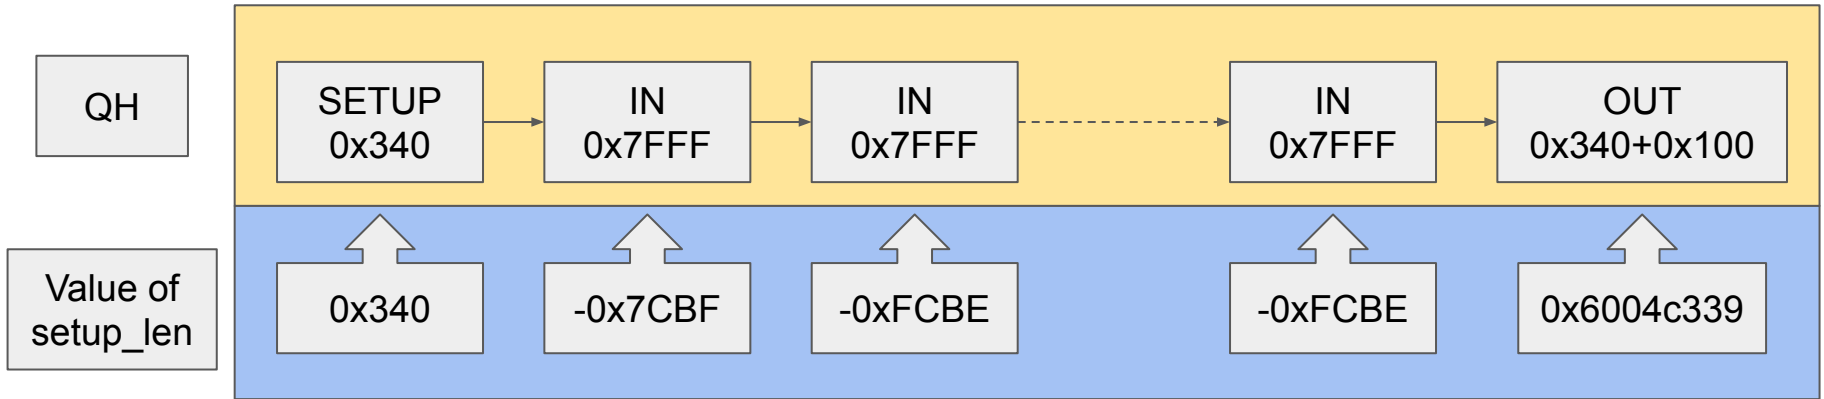 QH
SETUP
0x340
IN
0x7FFF
IN
0x7FFF
IN
0x7FFF
OUT
0x340+0x100
Value of
setup_len
0x340
-0x7CBF
-0xFCBE
-0xFCBE
0x6004c339